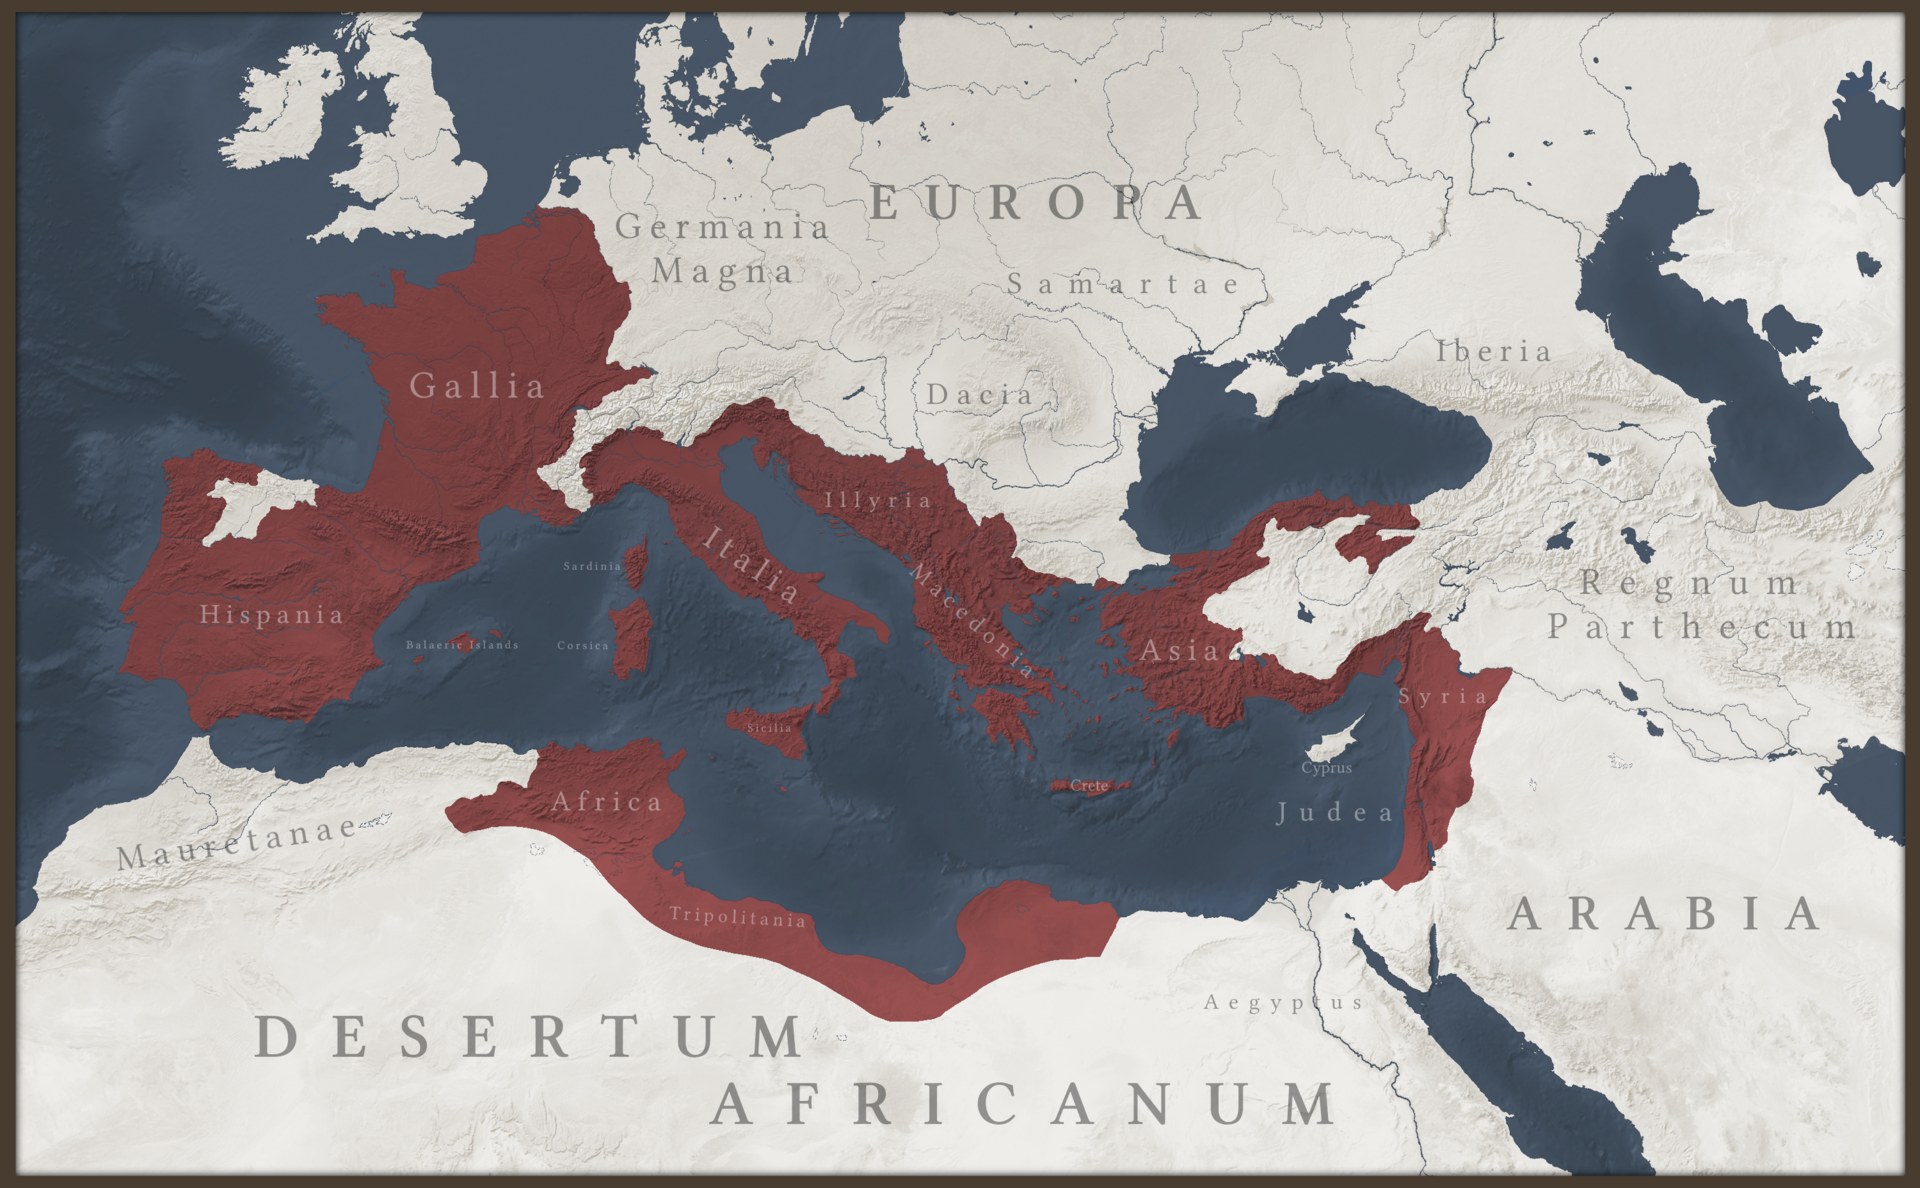 EUROPA
Germania
Magna
Samartae
Iberia
Gallia
Dacia
Illyria
Italia
Sardinia
Macedonia
Regnum
Parthecum
Hispania
Balaeric Islands
Corsica
Asia
Syria
Sicilia
Cyprus
Crete
Africa
Judea
Mauretanae
Tripolitania
ARABIA
Aegyptus
DESERTUM
AFRICANUM